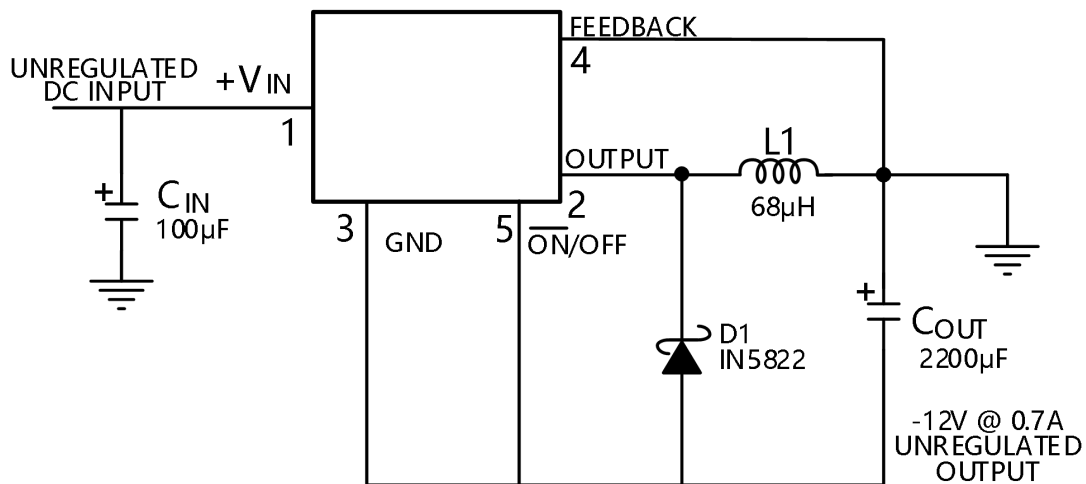 FEEDBACK
4
UNREGULATED
DC INPUT
+VIN
1
OUTPUT
2
L1
68μH
+
CIN
100μF
3
GND
5
ON/OFF
+
COUT
2200μF
D1
IN5822
-12V @ 0.7A
UNREGULATED
OUTPUT